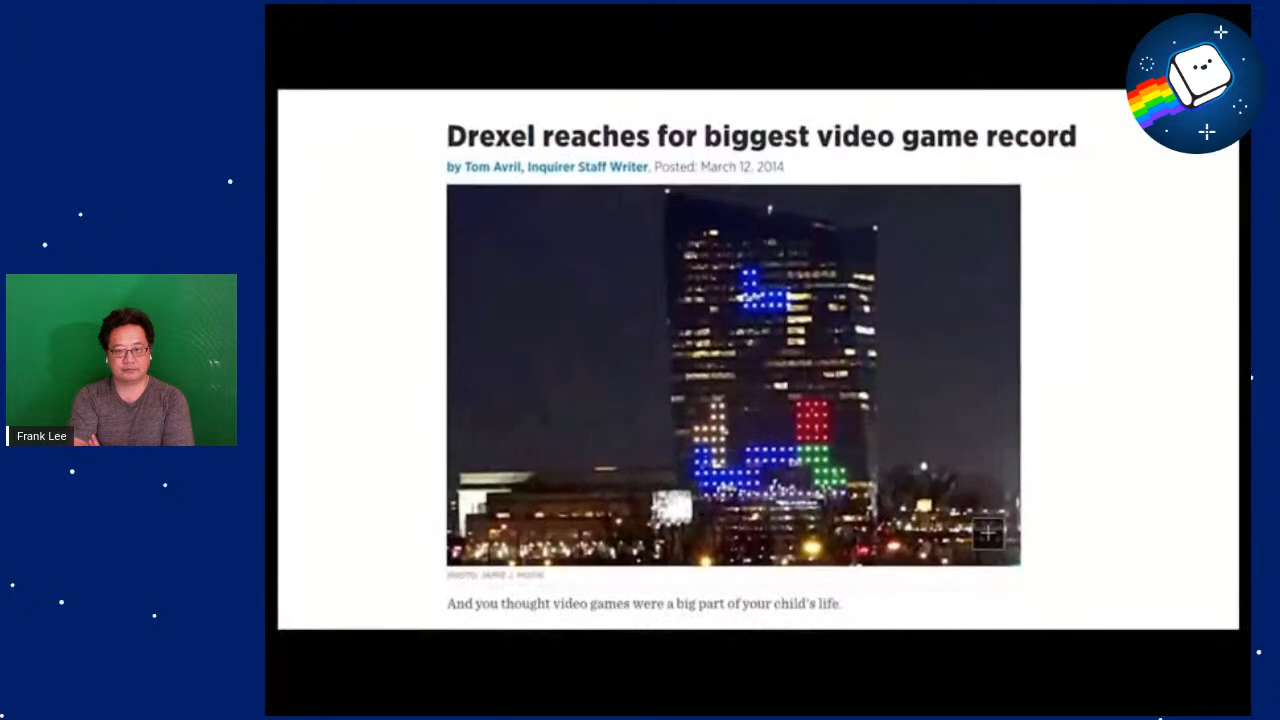 Drexel reaches for biggest video game record
by Tom Avril, Inquirer Staff Writer, Posted: March 12, 2014
And you thought video games were a big part of your child's life.
Frank Lee